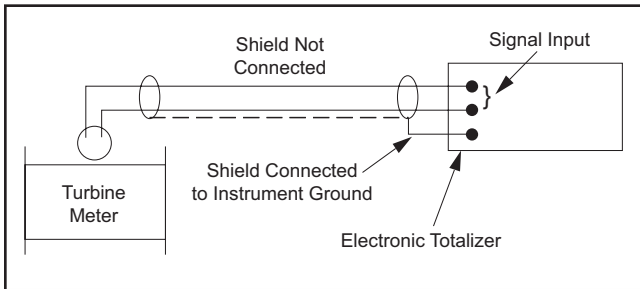 Shield Not
Connected
Signal Input
}
Shield Connected
to Instrument Ground
Turbine
Meter
Electronic Totalizer